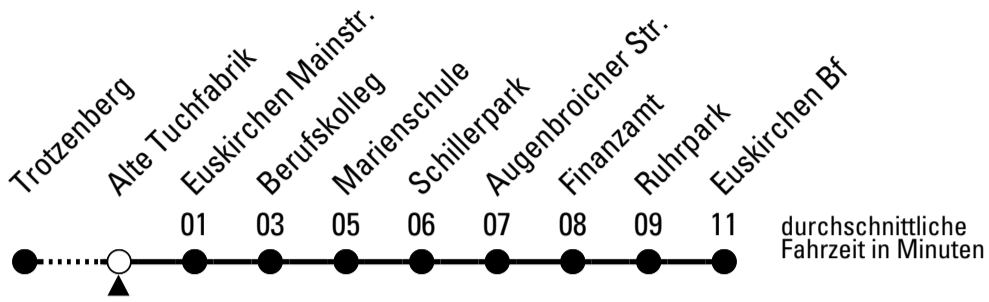 Trotzenberg
Alte Tuchfabrik
Euskirchen Mainstr.
Berufskolleg
Marienschule
Schillerpark
Augenbroicher Str.
Finanzamt
Ruhrpark
Euskirchen Bf
01 03 05 06 07 08 09 11
durchschnittliche
Fahrzeit in Minuten